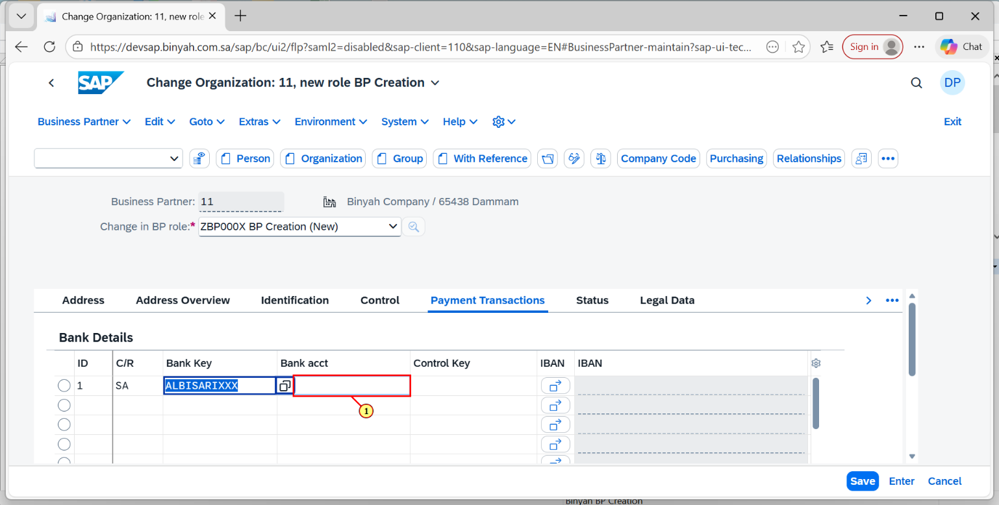 Change Organization: 11, new role
https://devsap.binyah.com.sa/sap/bc/ui2/flp?saml2=disabled&sap-client=110&sap-language=EN#BusinessPartner-maintain?sap-ui-tec...
Sign in
Chat
SAP
Change Organization: 11, new role BP Creation
DP
Business Partner Edit Goto Extras Environment System Help Exit
Person Organization Group With Reference Company Code Purchasing Relationships
Business Partner: 11 Binyah Company / 65438 Dammam
Change in BP role:* ZBP000X BP Creation (New)
Address Address Overview Identification Control Payment Transactions Status Legal Data
Bank Details
ID C/R Bank Key Bank acct Control Key IBAN IBAN
1 SA ALBISARIXXX
1
Save Enter Cancel
Binyah BP Creation